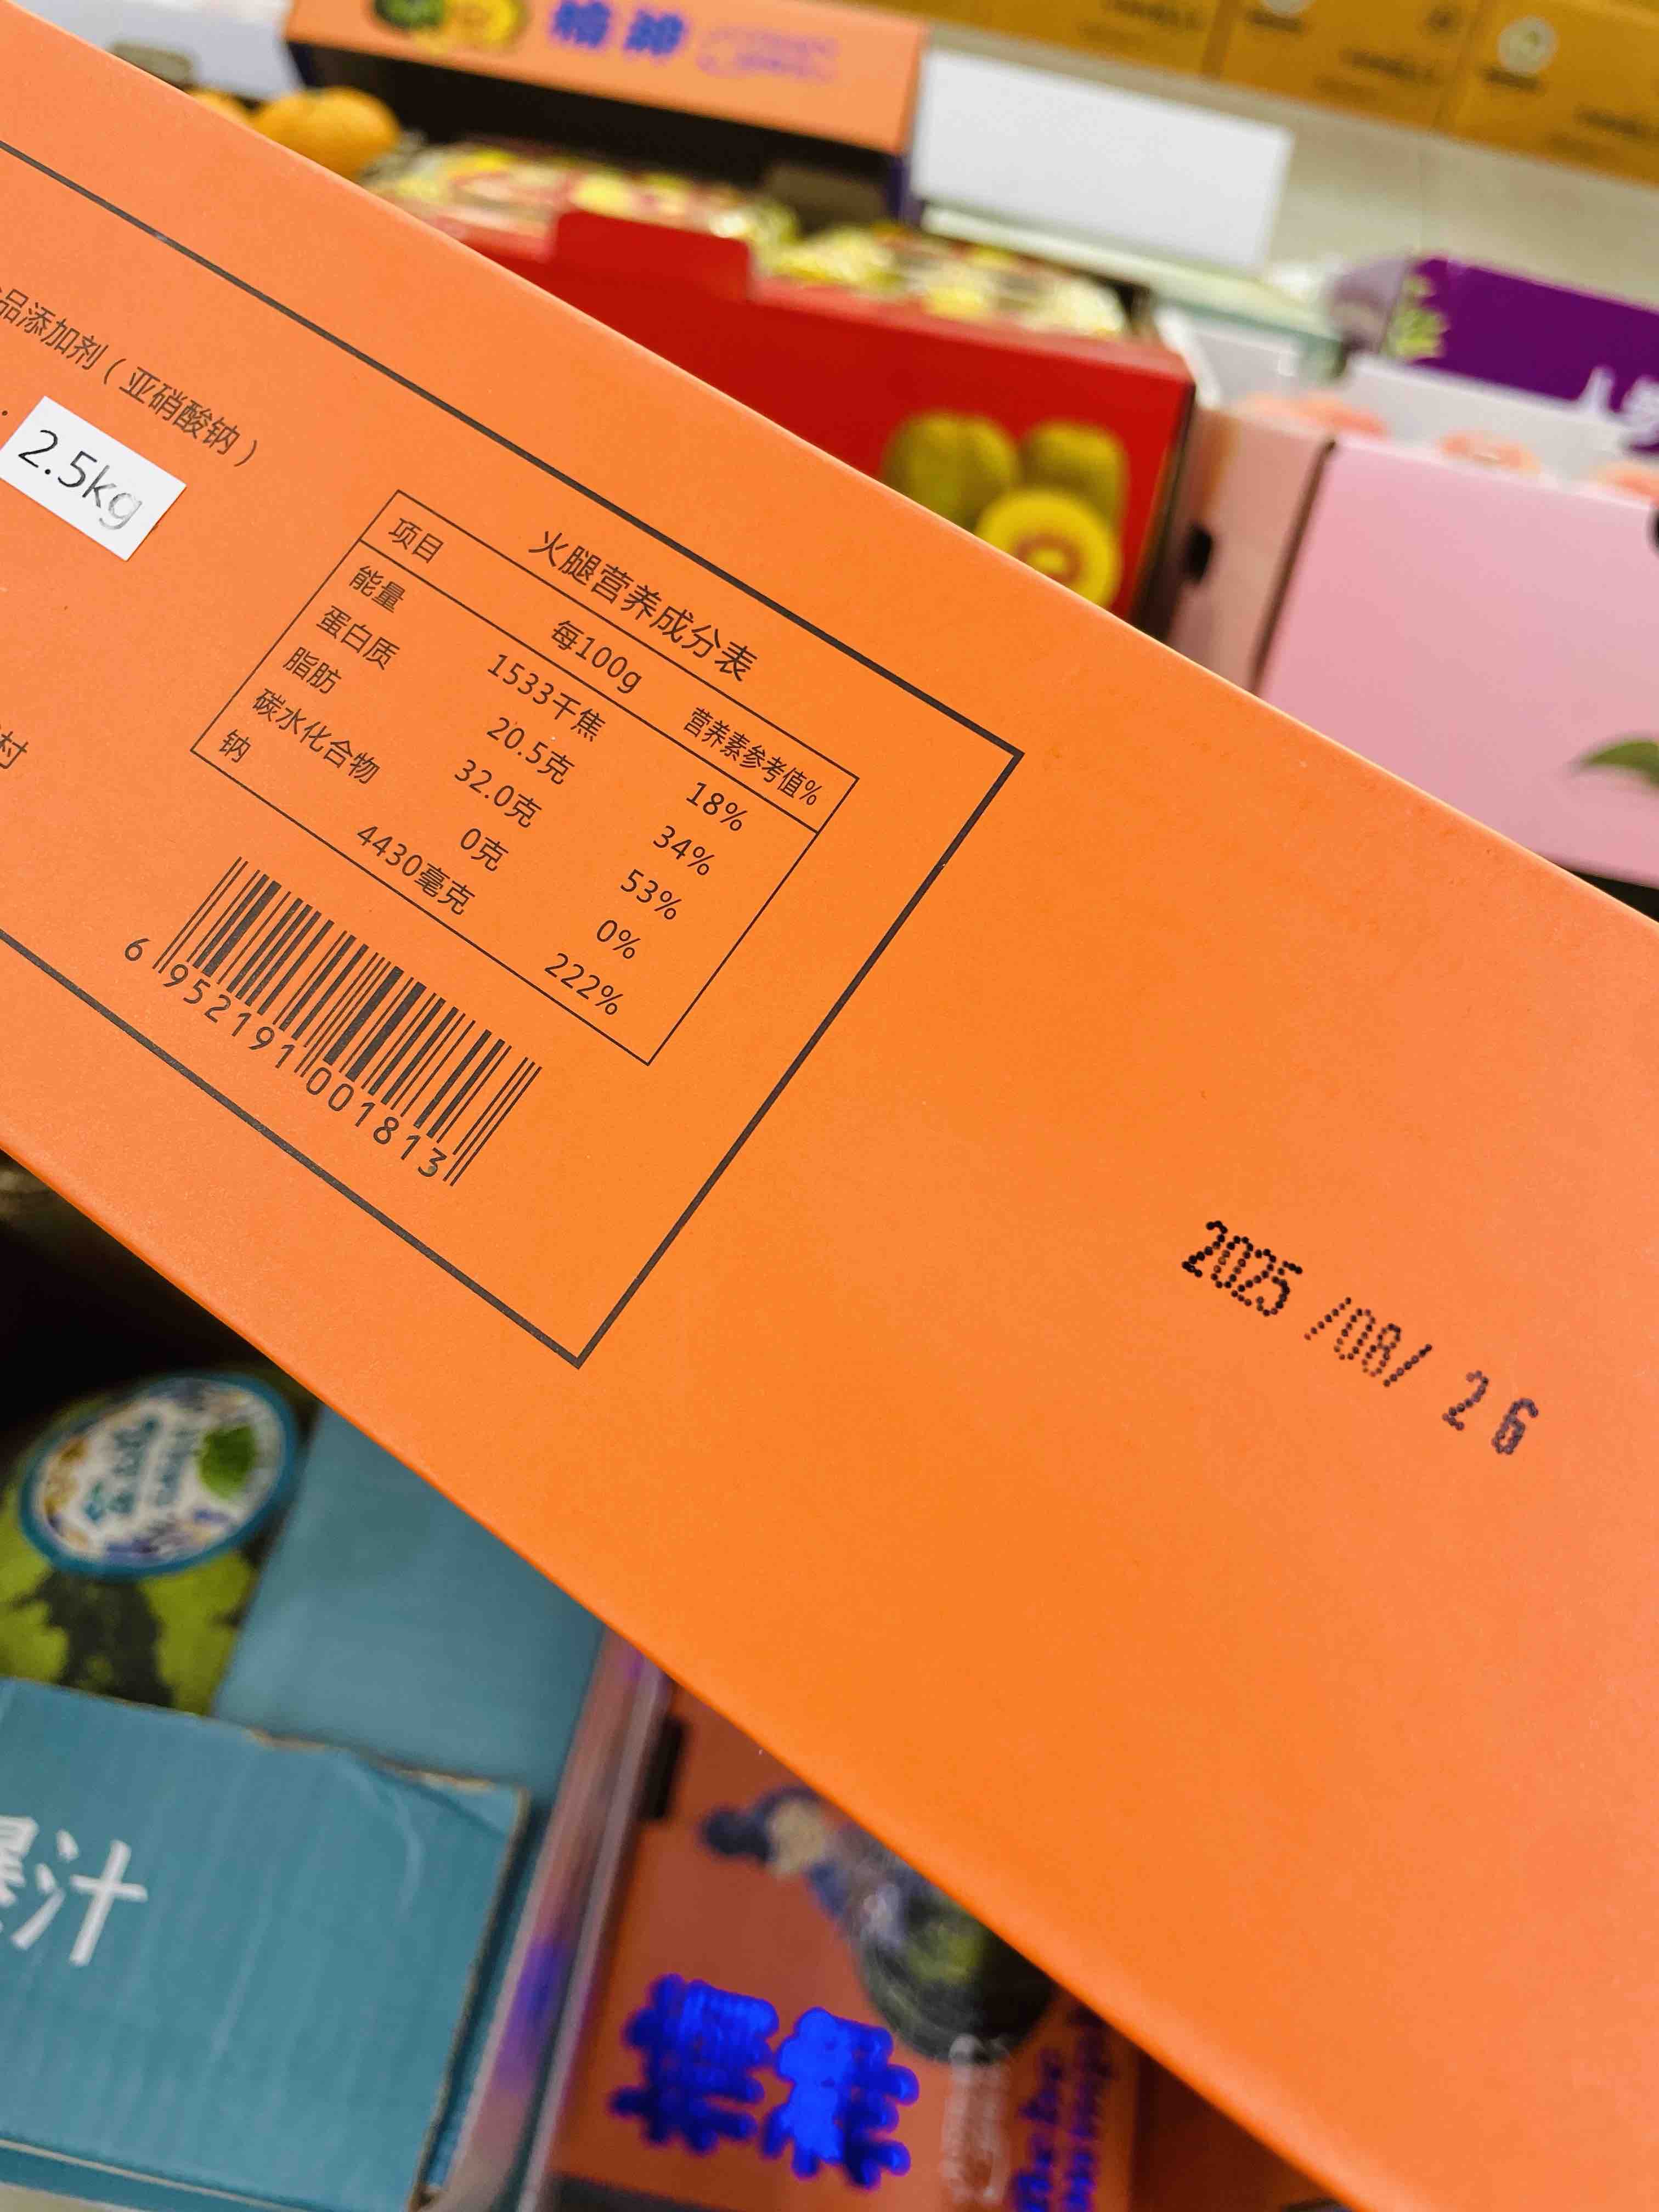 品添加剂（亚硝酸钠）
2.5kg
村
火腿营养成分表
项目 每100g 营养素参考值%
能量 1533千焦 18%
蛋白质 20.5克 34%
脂肪 32.0克 53%
碳水化合物 0克 0%
钠 4430毫克 222%
6 952191 001813
2025 /08/ 26
爆汁